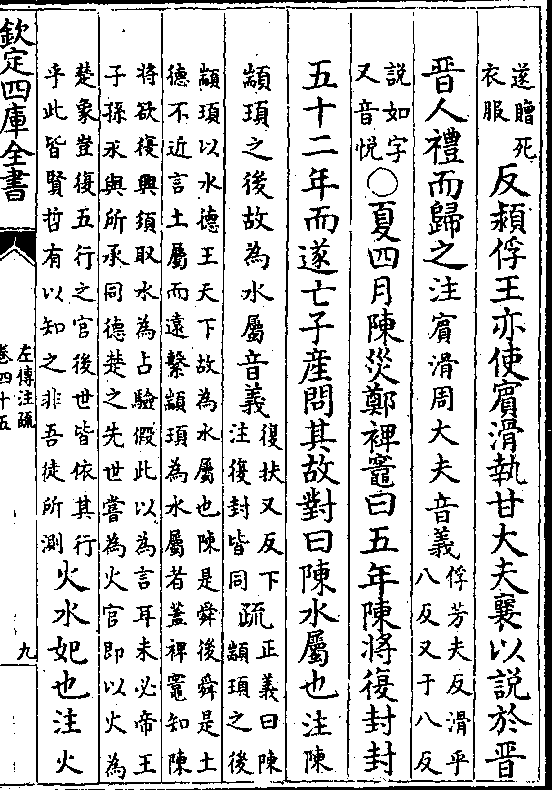 遂贈死
衣服
反潁俘王亦使賓滑執甘大夫襄以説於晉
晉人禮而歸之注賓滑周大夫音義
俘芳夫反滑乎
八反又于八反
説如字
又音悦
○夏四月陳災鄭裨竈曰五年陳將復封封
五十二年而遂亡子産問其故對曰陳水屬也注陳
顓頊之後故為水屬音義
復扶又反下
注復封皆同
疏
正義曰陳
顓頊之後
顓頊以水德王天下故為水屬也陳是舜後舜是土
德不近言土屬而遠繫顓頊為水屬者蓋裨竈知陳
將欲復興須取水為占驗假此以為言耳未必帝王
子孫永與所承同德楚之先世嘗為火官即以火為
楚象豈復五行之官後世皆依其行
乎此皆賢哲有以知之非吾徒所測
火水妃也注火
欽定四庫全書
左傳注疏
卷四十五
九